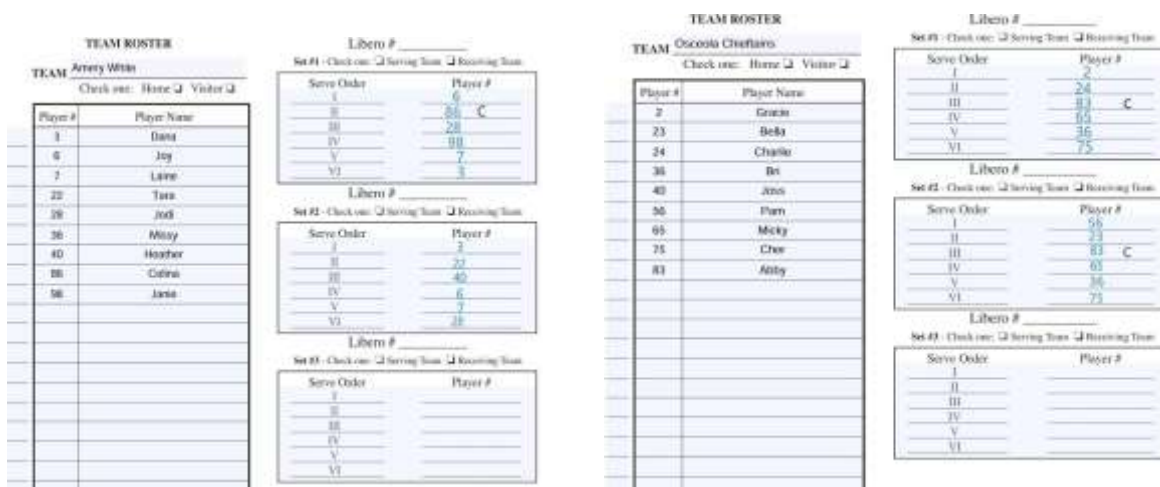 TEAM ROSTER
TEAM Amery White
Check one: Home ❑ Visitor ❑
Player # Player Name
3 Dana
6 Joy
7 Laine
22 Tara
28 Jodi
36 Missy
40 Heather
86 Celina
98 Janie
Libero #
Set #1 - Check one: ❑ Serving Team ❑ Receiving Team
Serve Order Player #
I 6
II 86 C
III 28
IV 98
V 7
VI 3
Libero #
Set #2 - Check one: ❑ Serving Team ❑ Receiving Team
Serve Order Player #
I 3
II 22
III 40
IV 6
V 7
VI 28
Libero #
Set #3 - Check one: ❑ Serving Team ❑ Receiving Team
Serve Order Player #
I
II
III
IV
V
VI
TEAM ROSTER
TEAM Osceola Chieftains
Check one: Home ❑ Visitor ❑
Player # Player Name
2 Gracie
23 Bella
24 Charlie
36 Bri
40 Joss
56 Pam
65 Micky
75 Cher
83 Abby
Libero #
Set #1 - Check one: ❑ Serving Team ❑ Receiving Team
Serve Order Player #
I 2
II 24
III 83 C
IV 65
V 36
VI 75
Libero #
Set #2 - Check one: ❑ Serving Team ❑ Receiving Team
Serve Order Player #
I 56
II 23
III 83 C
IV 65
V 36
VI 75
Libero #
Set #3 - Check one: ❑ Serving Team ❑ Receiving Team
Serve Order Player #
I
II
III
IV
V
VI